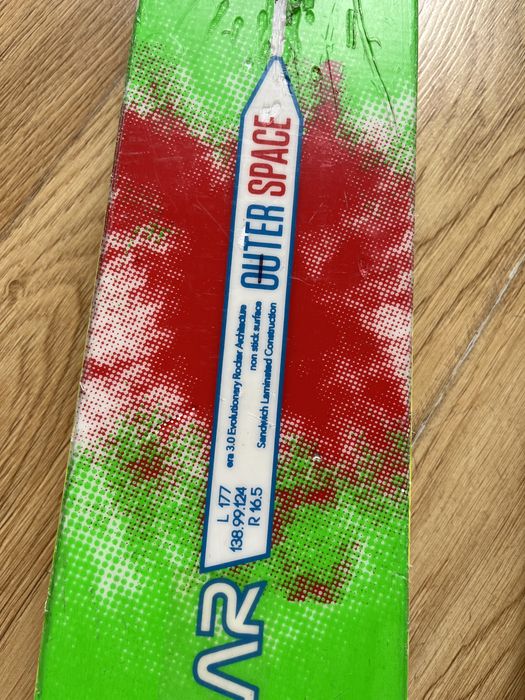 OUTER SPACE
era 3.0 Evolutionary Rocker Architecture
non stick surface
Sandwich Laminated Construction
L 177
138.99.124
R 16.5
AR